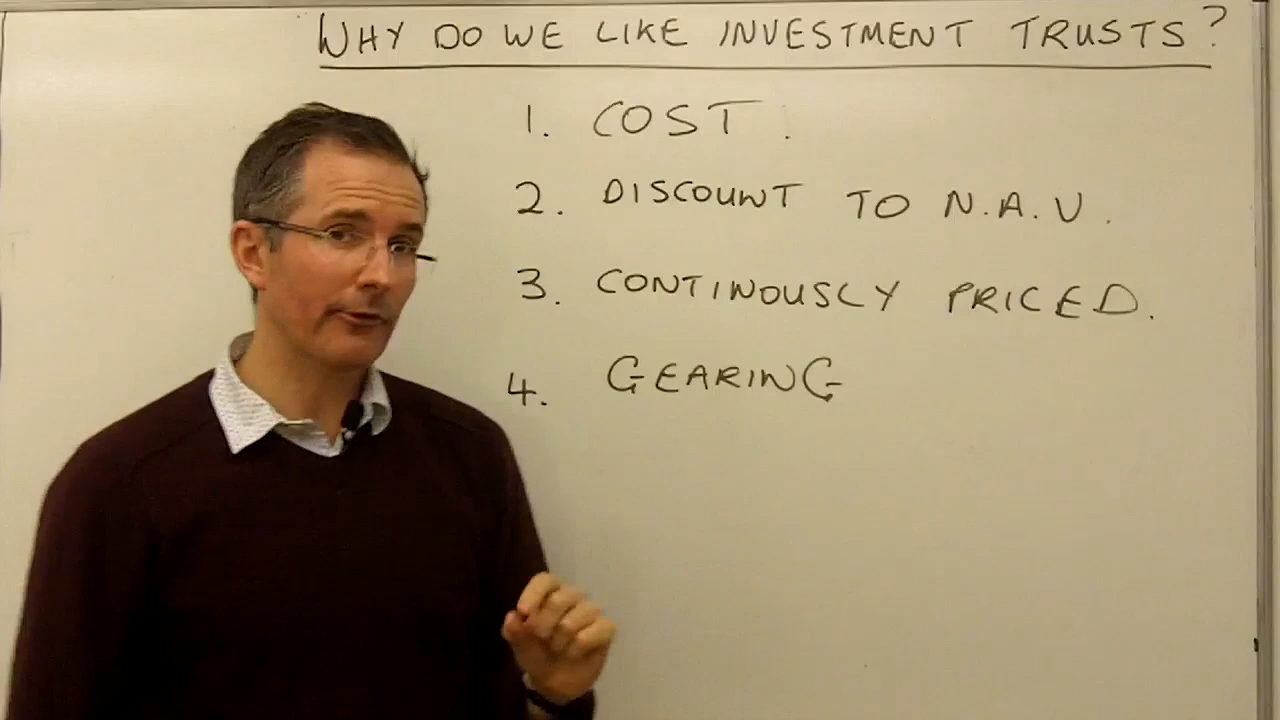 WHY DO WE LIKE INVESTMENT TRUSTS?
1. COST.
2. DISCOUNT TO N.A.V.
3. CONTINOUSLY PRICED.
4. GEARING